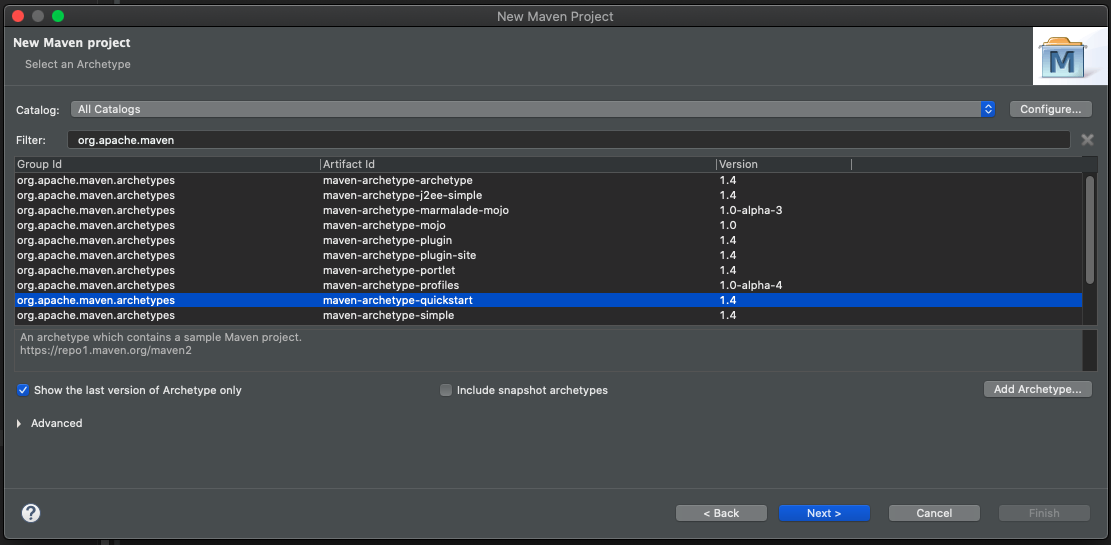 New Maven Project
New Maven project
Select an Archetype
M
Catalog: All Catalogs Configure...
Filter: org.apache.maven
Group Id Artifact Id Version
org.apache.maven.archetypes maven-archetype-archetype 1.4
org.apache.maven.archetypes maven-archetype-j2ee-simple 1.4
org.apache.maven.archetypes maven-archetype-marmalade-mojo 1.0-alpha-3
org.apache.maven.archetypes maven-archetype-mojo 1.0
org.apache.maven.archetypes maven-archetype-plugin 1.4
org.apache.maven.archetypes maven-archetype-plugin-site 1.4
org.apache.maven.archetypes maven-archetype-portlet 1.4
org.apache.maven.archetypes maven-archetype-profiles 1.0-alpha-4
org.apache.maven.archetypes maven-archetype-quickstart 1.4
org.apache.maven.archetypes maven-archetype-simple 1.4
An archetype which contains a sample Maven project.
https://repo1.maven.org/maven2
Show the last version of Archetype only Include snapshot archetypes Add Archetype...
Advanced
? < Back Next > Cancel Finish